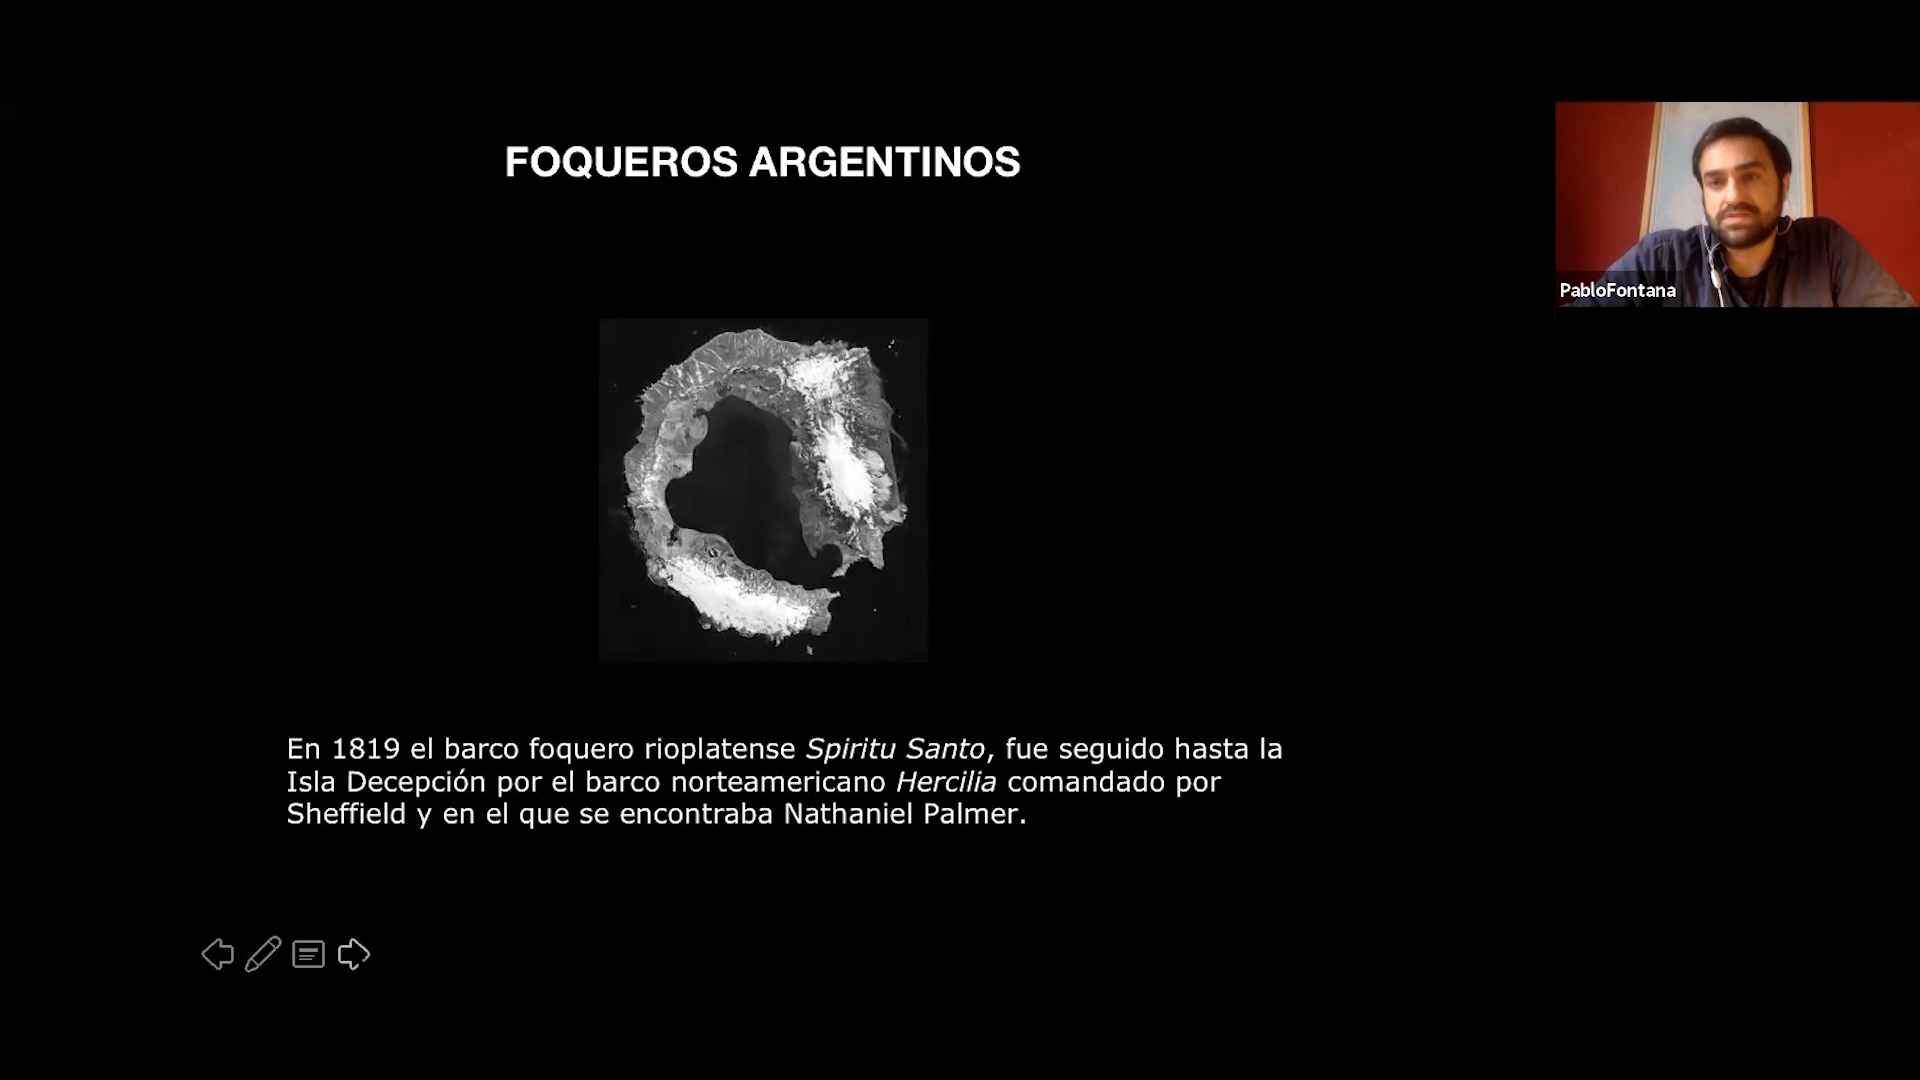 FOQUEROS ARGENTINOS
PabloFontana
En 1819 el barco foquero rioplatense Spiritu Santo, fue seguido hasta la
Isla Decepción por el barco norteamericano Hercilia comandado por
Sheffield y en el que se encontraba Nathaniel Palmer.